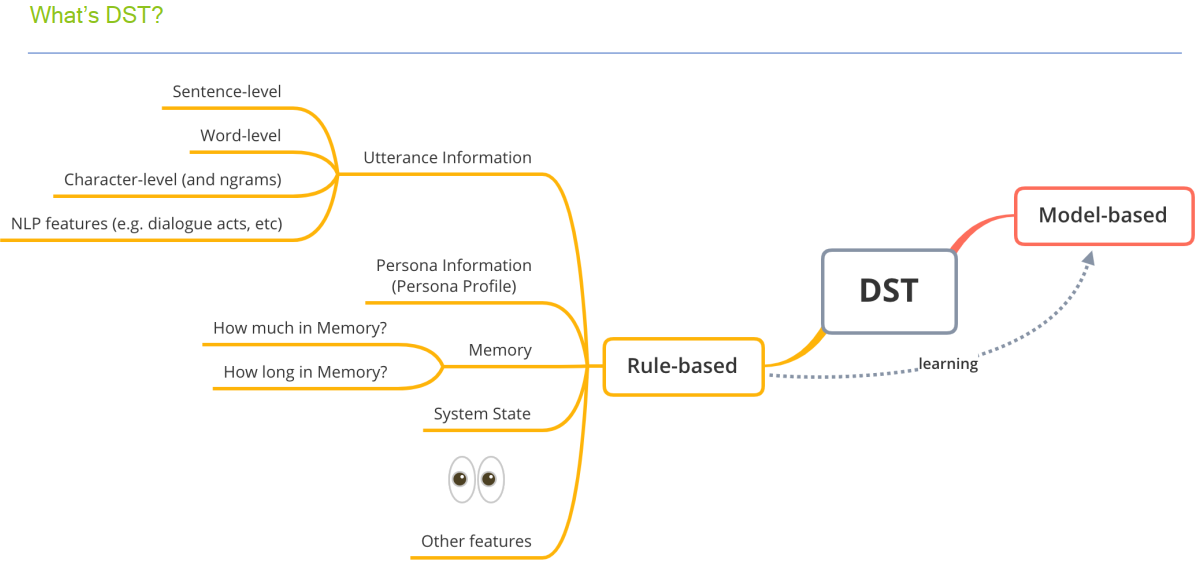 What's DST?
Sentence-level
Word-level
Character-level (and ngrams)
NLP features (e.g. dialogue acts, etc)
Utterance Information
Persona Information
(Persona Profile)
How much in Memory?
How long in Memory?
Memory
System State
Other features
Rule-based
DST
Model-based
learning